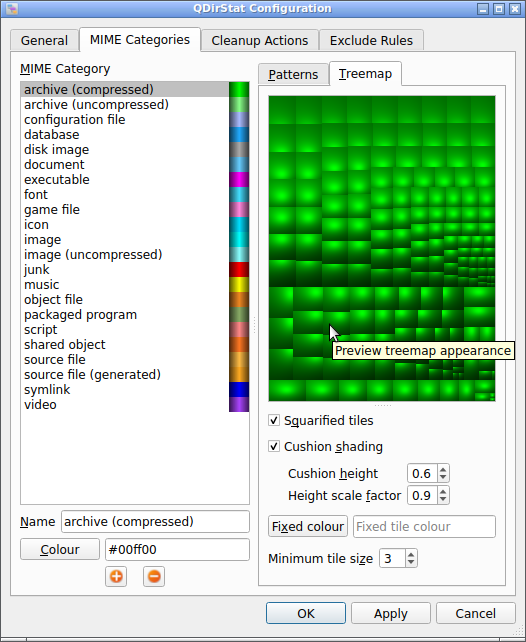 QDirStat Configuration
General
MIME Categories
Cleanup Actions
Exclude Rules
MIME Category
archive (compressed)
archive (uncompressed)
configuration file
database
disk image
document
executable
font
game file
icon
image
image (uncompressed)
junk
music
object file
packaged program
script
shared object
source file
source file (generated)
symlink
video
Name archive (compressed)
Colour #00ff00
Patterns
Treemap
Preview treemap appearance
Squarified tiles
Cushion shading
Cushion height 0.6
Height scale factor 0.9
Fixed colour Fixed tile colour
Minimum tile size 3
OK
Apply
Cancel